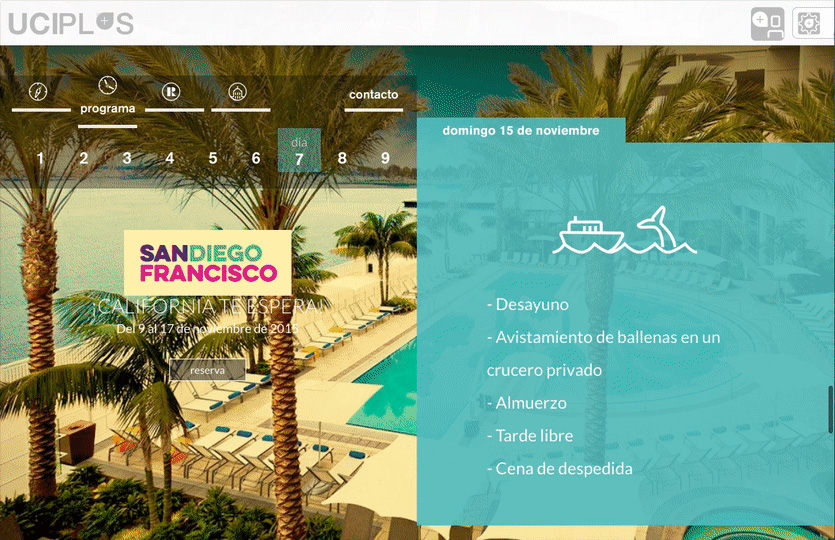 UCIPLUS
programa
contacto
día
1 2 3 4 5 6 7 8 9
domingo 15 de noviembre
SANDIEGO
FRANCISCO
¡CALIFORNIA TE ESPERA!
Del 9 al 17 de noviembre de 2015
reserva
- Desayuno
- Avistamiento de ballenas en un
crucero privado
- Almuerzo
- Tarde libre
- Cena de despedida